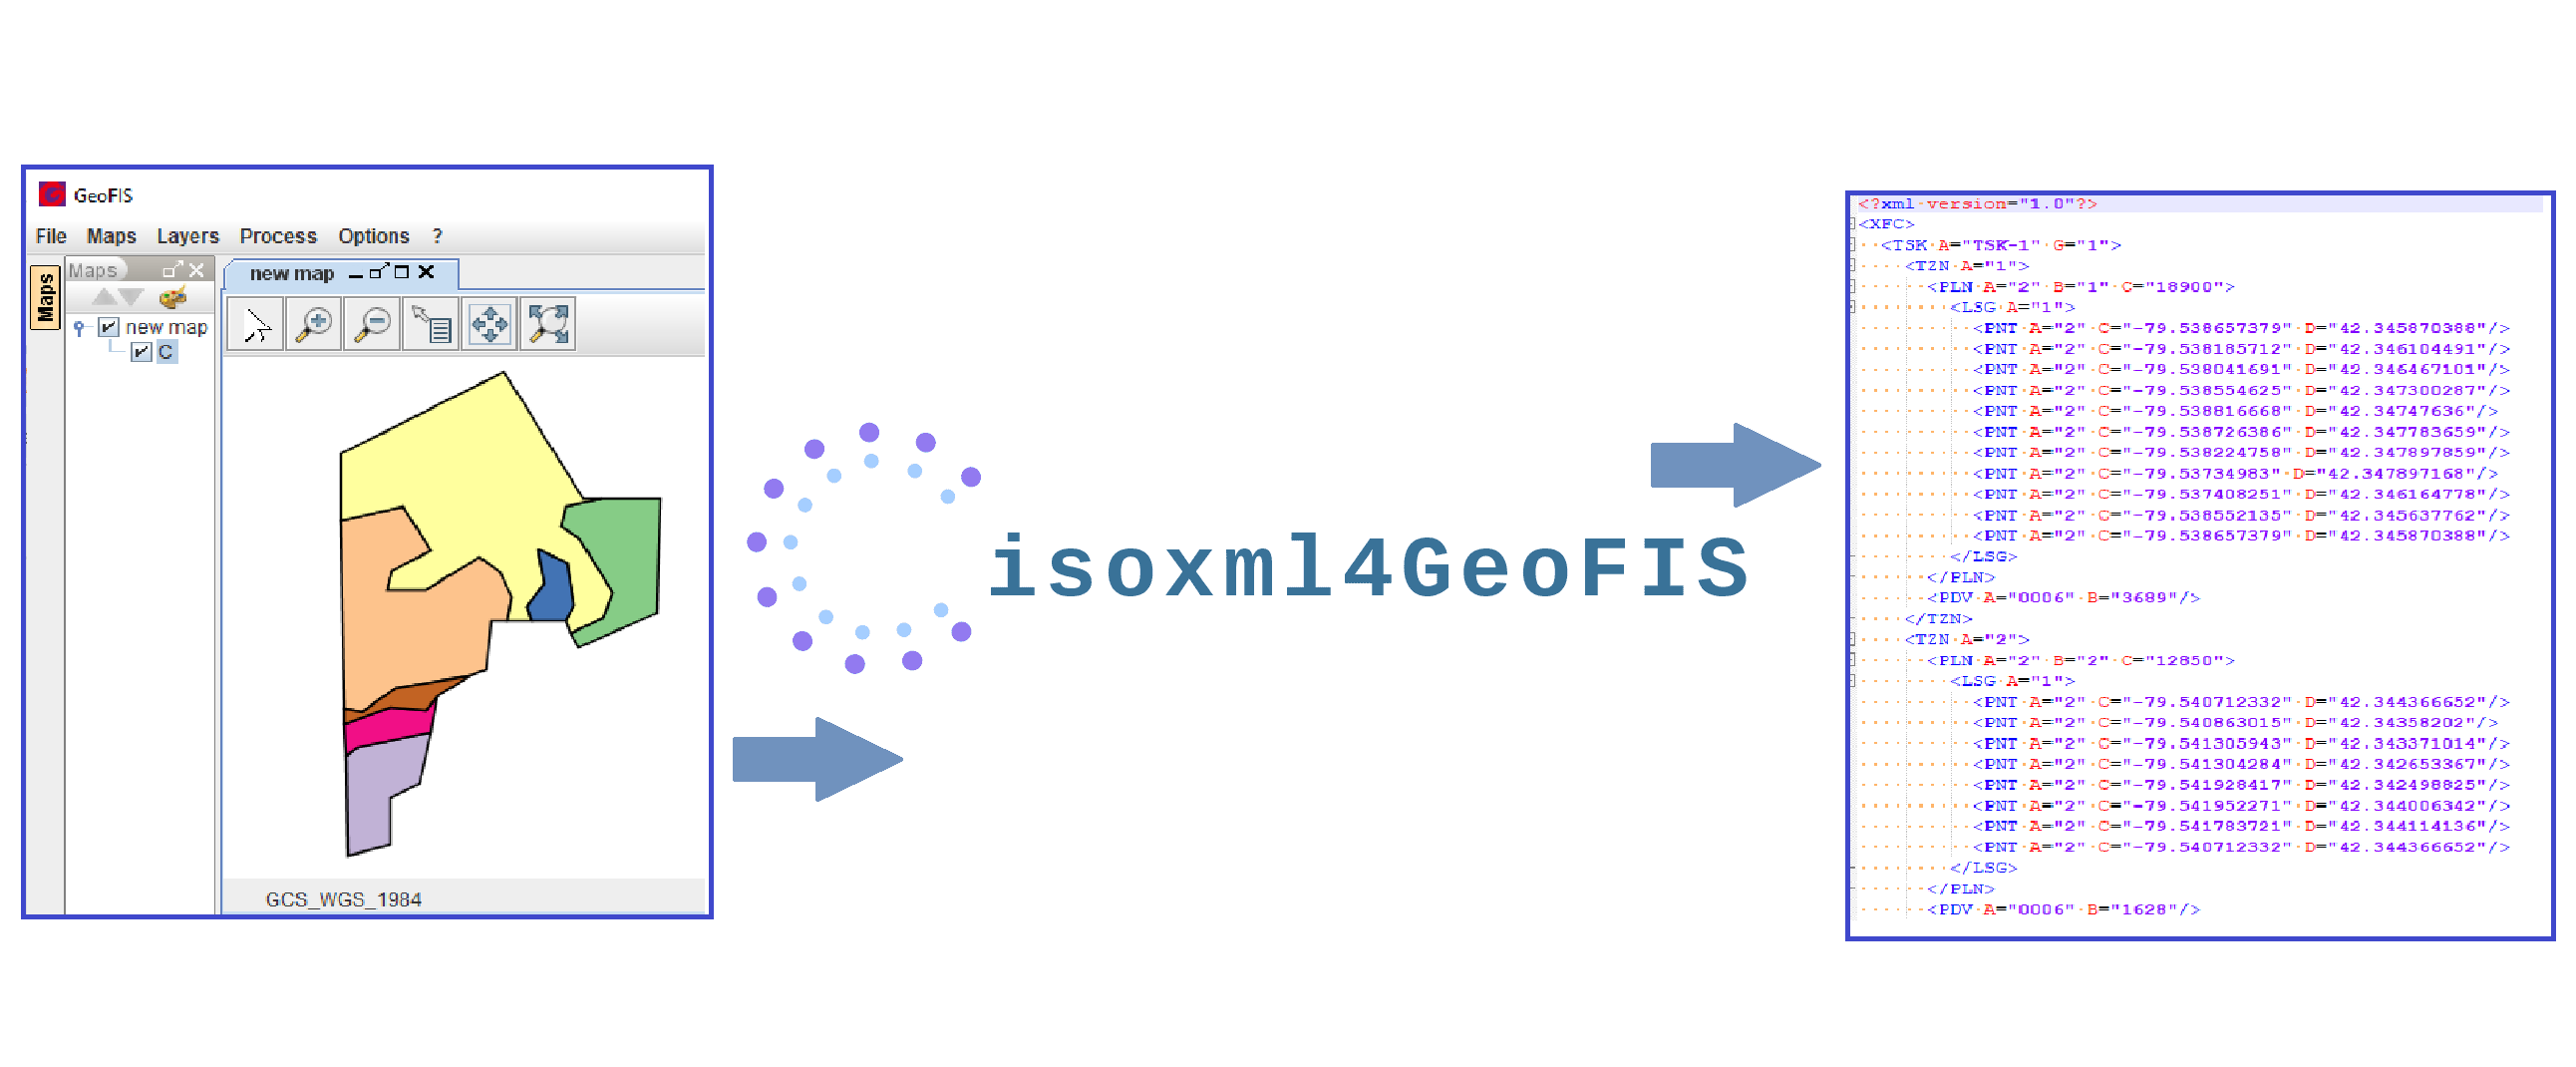 GeoFIS
File Maps Layers Process Options ?
Maps
Maps
new map
new map
C
GCS_WGS_1984
isoxml4GeoFIS
<?xml version="1.0"?>
<XFC>
<TSK A="TSK-1" G="1">
<TZN A="1">
<PLN A="2" B="1" C="18900">
<LSG A="1">
<PNT A="2" C="-79.538657379" D="42.345870388"/>
<PNT A="2" C="-79.538185712" D="42.346104491"/>
<PNT A="2" C="-79.538041691" D="42.346467101"/>
<PNT A="2" C="-79.538554625" D="42.347300287"/>
<PNT A="2" C="-79.538816668" D="42.34747636"/>
<PNT A="2" C="-79.538726386" D="42.347783659"/>
<PNT A="2" C="-79.538224758" D="42.347897859"/>
<PNT A="2" C="-79.53734983" D="42.347897168"/>
<PNT A="2" C="-79.537408251" D="42.346164778"/>
<PNT A="2" C="-79.538552135" D="42.345637762"/>
<PNT A="2" C="-79.538657379" D="42.345870388"/>
</LSG>
</PLN>
<PDV A="0006" B="3689"/>
</TZN>
<TZN A="2">
<PLN A="2" B="2" C="12850">
<LSG A="1">
<PNT A="2" C="-79.540712332" D="42.344366652"/>
<PNT A="2" C="-79.540863015" D="42.34358202"/>
<PNT A="2" C="-79.541305943" D="42.343371014"/>
<PNT A="2" C="-79.541304284" D="42.342653367"/>
<PNT A="2" C="-79.541928417" D="42.342498825"/>
<PNT A="2" C="-79.541952271" D="42.344006342"/>
<PNT A="2" C="-79.541783721" D="42.344114136"/>
<PNT A="2" C="-79.540712332" D="42.344366652"/>
</LSG>
</PLN>
<PDV A="0006" B="1628"/>